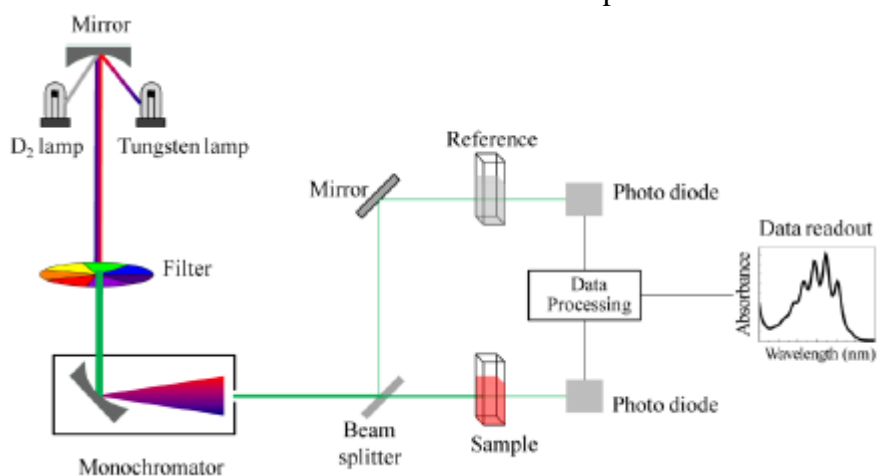 Mirror
D₂ lamp
Tungsten lamp
Filter
Monochromator
Beam
splitter
Mirror
Reference
Sample
Photo diode
Photo diode
Data
Processing
Data readout
Absorbance
Wavelength (nm)